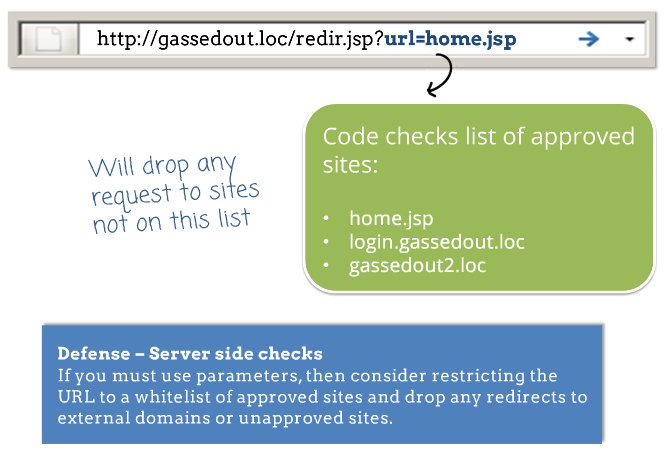 http://gassedout.loc/redir.jsp?url=home.jsp
Code checks list of approved
sites:
• home.jsp
• login.gassedout.loc
• gassedout2.loc
Will drop any
request to sites
not on this list
Defense – Server side checks
If you must use parameters, then consider restricting the
URL to a whitelist of approved sites and drop any redirects to
external domains or unapproved sites.